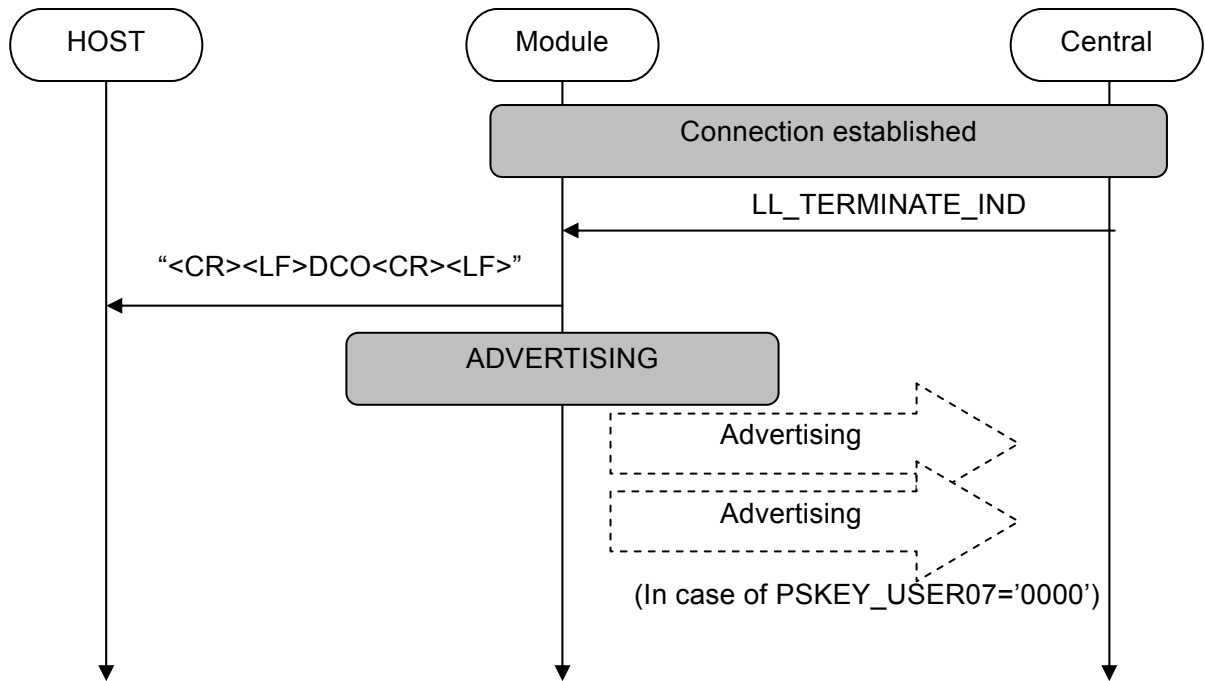 HOST
Module
Central
Connection established
LL_TERMINATE_IND
“<CR><LF>DCO<CR><LF>”
ADVERTISING
Advertising
Advertising
(In case of PSKEY_USER07=’0000’)